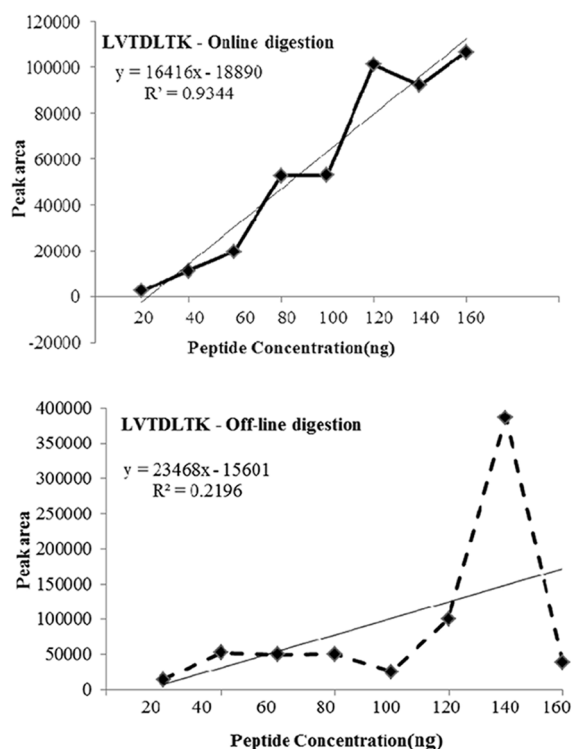 LVTDLTK - Online digestion
y = 16416x - 18890
R' = 0.9344
120000
100000
80000
60000
40000
20000
0
-20000
Peak area
20 40 60 80 100 120 140 160
Peptide Concentration(ng)
LVTDLTK - Off-line digestion
y = 23468x - 15601
R² = 0.2196
400000
350000
300000
250000
200000
150000
100000
50000
0
Peak area
20 40 60 80 100 120 140 160
Peptide Concentration(ng)